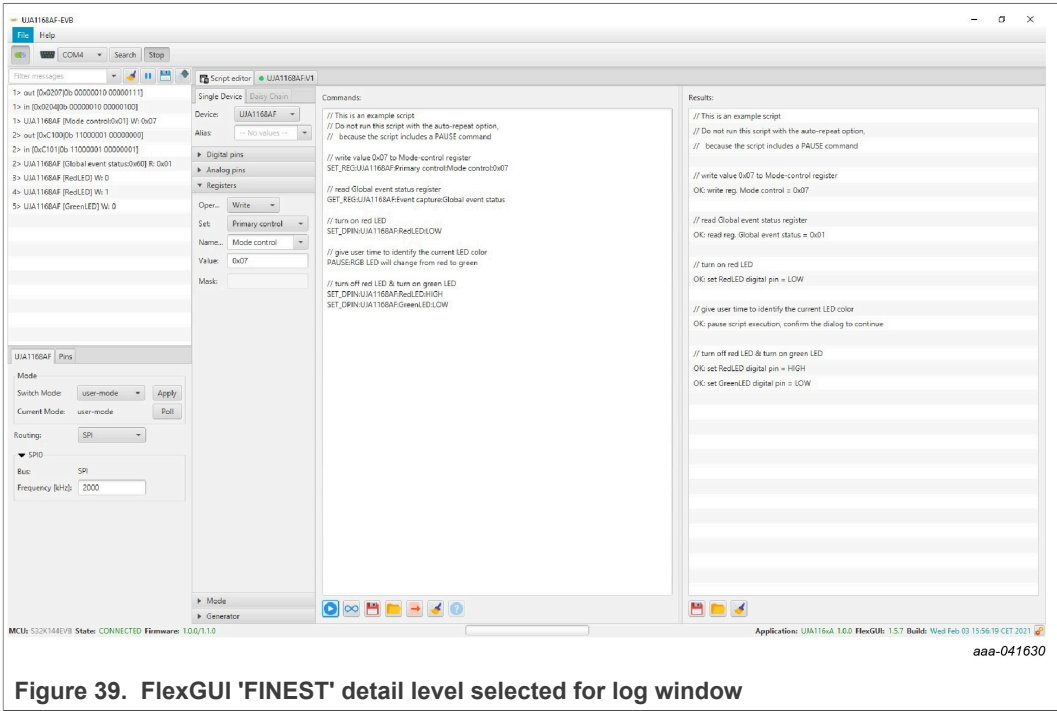 UJA1168AF-EVB
File Help
COM4 Search Stop
Filter messages
Script editor UJA1168AF:V1
1> out [0x0207|0b 00000010 00000111]
1> in [0x0204|0b 00000010 00000100]
1> UJA1168AF [Mode control:0x01] W: 0x07
2> out [0xC100|0b 11000001 00000000]
2> in [0xC101|0b 11000001 00000001]
2> UJA1168AF [Global event status:0x60] R: 0x01
3> UJA1168AF [RedLED] W: 0
4> UJA1168AF [RedLED] W: 1
5> UJA1168AF [GreenLED] W: 0
UJA1168AF Pins
Mode
Switch Mode: user-mode Apply
Current Mode: user-mode Poll
Routing: SPI
SPI0
Bus: SPI
Frequency [kHz]: 2000
Single Device Daisy Chain
Device: UJA1168AF
Alias: -- No values --
Digital pins
Analog pins
Registers
Oper... Write
Set: Primary control
Name... Mode control
Value: 0x07
Mask:
Mode
Generator
Commands:
// This is an example script
// Do not run this script with the auto-repeat option,
// because the script includes a PAUSE command
// write value 0x07 to Mode-control register
SET_REG:UJA1168AF:Primary control:Mode control:0x07
// read Global event status register
GET_REG:UJA1168AF:Event capture:Global event status
// turn on red LED
SET_DPIN:UJA1168AF:RedLED:LOW
// give user time to identify the current LED color
PAUSE:RGB LED will change from red to green
// turn off red LED & turn on green LED
SET_DPIN:UJA1168AF:RedLED:HIGH
SET_DPIN:UJA1168AF:GreenLED:LOW
Results:
// This is an example script
// Do not run this script with the auto-repeat option,
// because the script includes a PAUSE command
// write value 0x07 to Mode-control register
OK: write reg. Mode control = 0x07
// read Global event status register
OK: read reg. Global event status = 0x01
// turn on red LED
OK: set RedLED digital pin = LOW
// give user time to identify the current LED color
OK: pause script execution, confirm the dialog to continue
// turn off red LED & turn on green LED
OK: set RedLED digital pin = HIGH
OK: set GreenLED digital pin = LOW
MCU: S32K144EVB State: CONNECTED Firmware: 1.0.0/1.1.0
Application: UJA116xA 1.0.0 FlexGUI: 1.5.7 Build: Wed Feb 03 15:56:19 CET 2021
aaa-041630
Figure 39. FlexGUI 'FINEST' detail level selected for log window